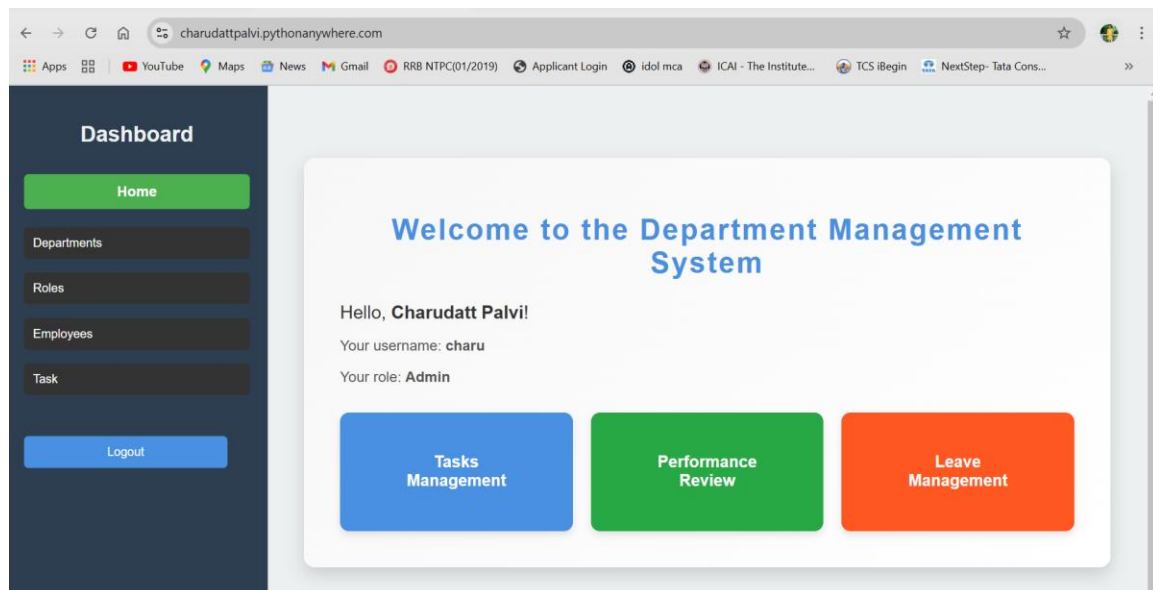 charudattpalvi.pythonanywhere.com
Apps YouTube Maps News Gmail RRB NTPC(01/2019) Applicant Login idol mca ICAI - The Institute... TCS iBegin NextStep- Tata Cons... »
Dashboard
Home
Departments
Roles
Employees
Task
Logout
Welcome to the Department Management
System
Hello, Charudatt Palvi!
Your username: charu
Your role: Admin
Tasks
Management
Performance
Review
Leave
Management